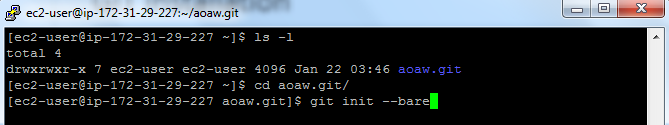 ec2-user@ip-172-31-29-227:~/aoaw.git
[ec2-user@ip-172-31-29-227 ~]$ ls -l
total 4
drwxrwxr-x 7 ec2-user ec2-user 4096 Jan 22 03:46 aoaw.git
[ec2-user@ip-172-31-29-227 ~]$ cd aoaw.git/
[ec2-user@ip-172-31-29-227 aoaw.git]$ git init --bare